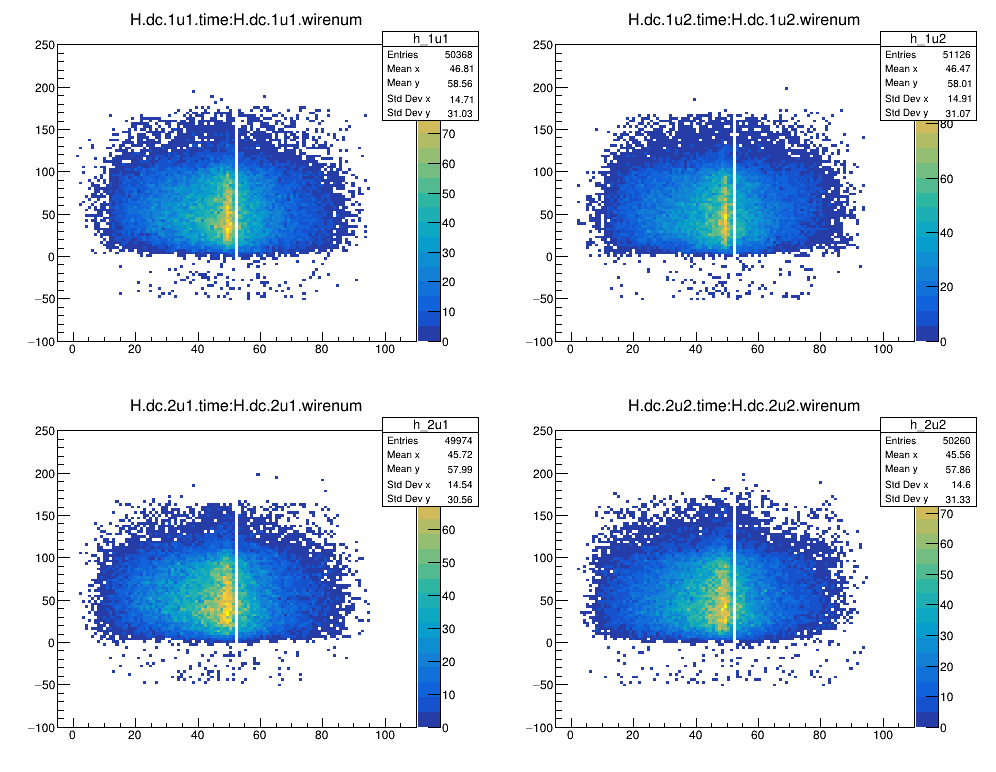 H.dc.1u1.time:H.dc.1u1.wirenum
h_1u1
Entries 50368
Mean x 46.81
Mean y 58.56
Std Dev x 14.71
Std Dev y 31.03
250
200
150
100
50
0
−50
−100
0 20 40 60 80 100
70
60
50
40
30
20
10
0
H.dc.1u2.time:H.dc.1u2.wirenum
h_1u2
Entries 51126
Mean x 46.47
Mean y 58.01
Std Dev x 14.91
Std Dev y 31.07
250
200
150
100
50
0
−50
−100
0 20 40 60 80 100
80
60
40
20
0
H.dc.2u1.time:H.dc.2u1.wirenum
h_2u1
Entries 49974
Mean x 45.72
Mean y 57.99
Std Dev x 14.54
Std Dev y 30.56
250
200
150
100
50
0
−50
−100
0 20 40 60 80 100
60
50
40
30
20
10
0
H.dc.2u2.time:H.dc.2u2.wirenum
h_2u2
Entries 50260
Mean x 45.56
Mean y 57.86
Std Dev x 14.6
Std Dev y 31.33
250
200
150
100
50
0
−50
−100
0 20 40 60 80 100
70
60
50
40
30
20
10
0